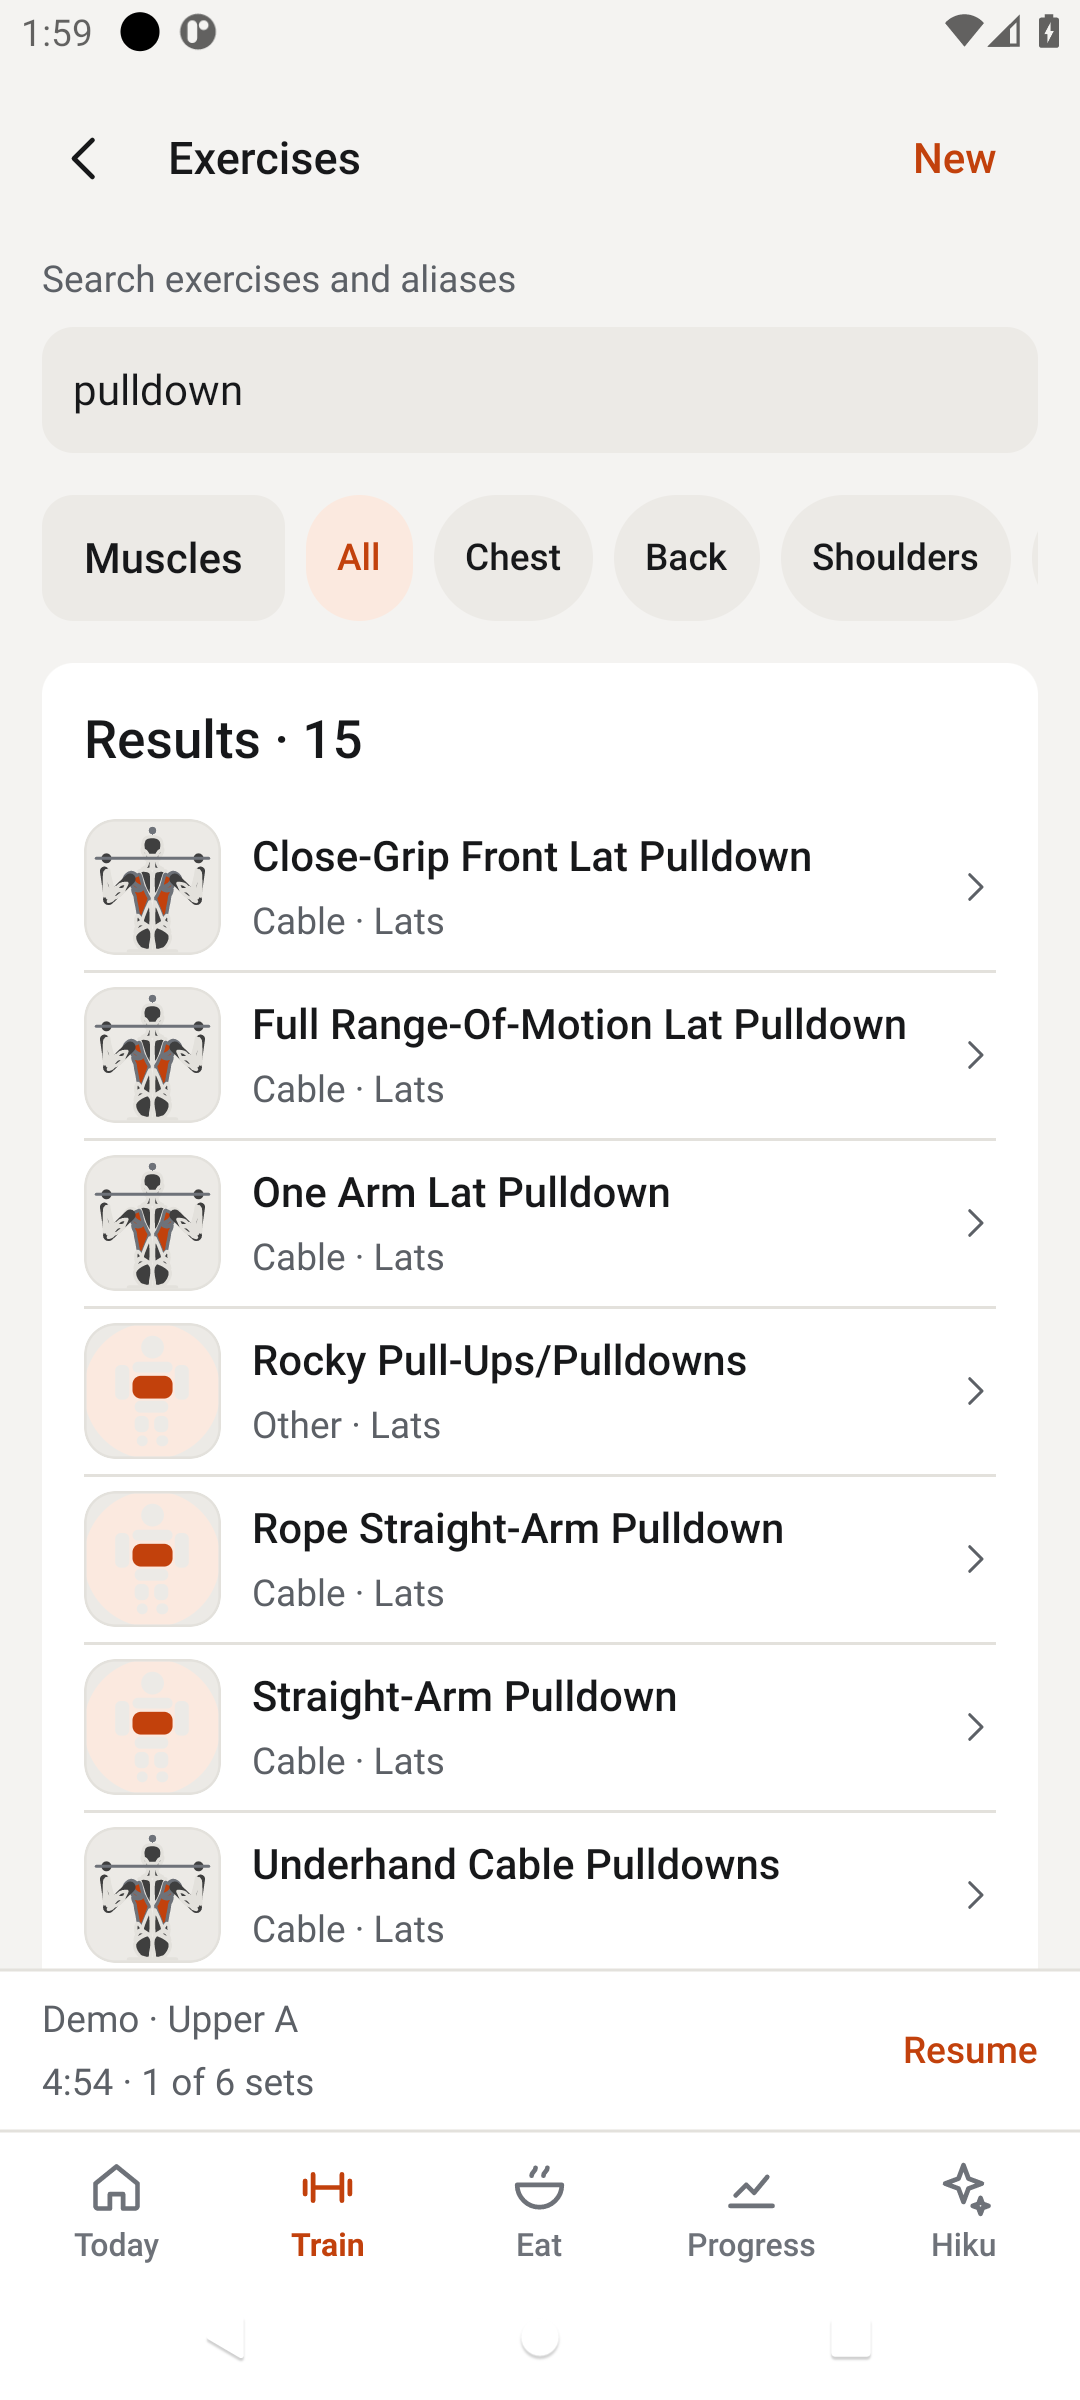 1:59
Exercises
New
Search exercises and aliases
pulldown
Muscles
All
Chest
Back
Shoulders
Results · 15
Close-Grip Front Lat Pulldown
Cable · Lats
Full Range-Of-Motion Lat Pulldown
Cable · Lats
One Arm Lat Pulldown
Cable · Lats
Rocky Pull-Ups/Pulldowns
Other · Lats
Rope Straight-Arm Pulldown
Cable · Lats
Straight-Arm Pulldown
Cable · Lats
Underhand Cable Pulldowns
Cable · Lats
Demo · Upper A
4:54 · 1 of 6 sets
Resume
Today
Train
Eat
Progress
Hiku